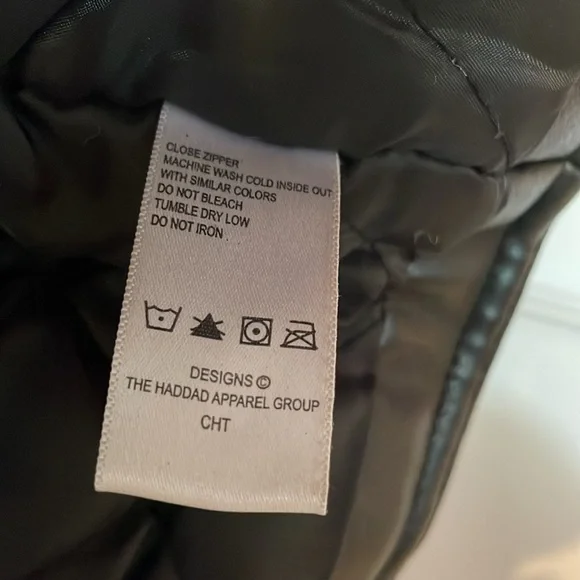 CLOSE ZIPPER
MACHINE WASH COLD INSIDE OUT
WITH SIMILAR COLORS
DO NOT BLEACH
TUMBLE DRY LOW
DO NOT IRON
DESIGNS ©
THE HADDAD APPAREL GROUP
CHT